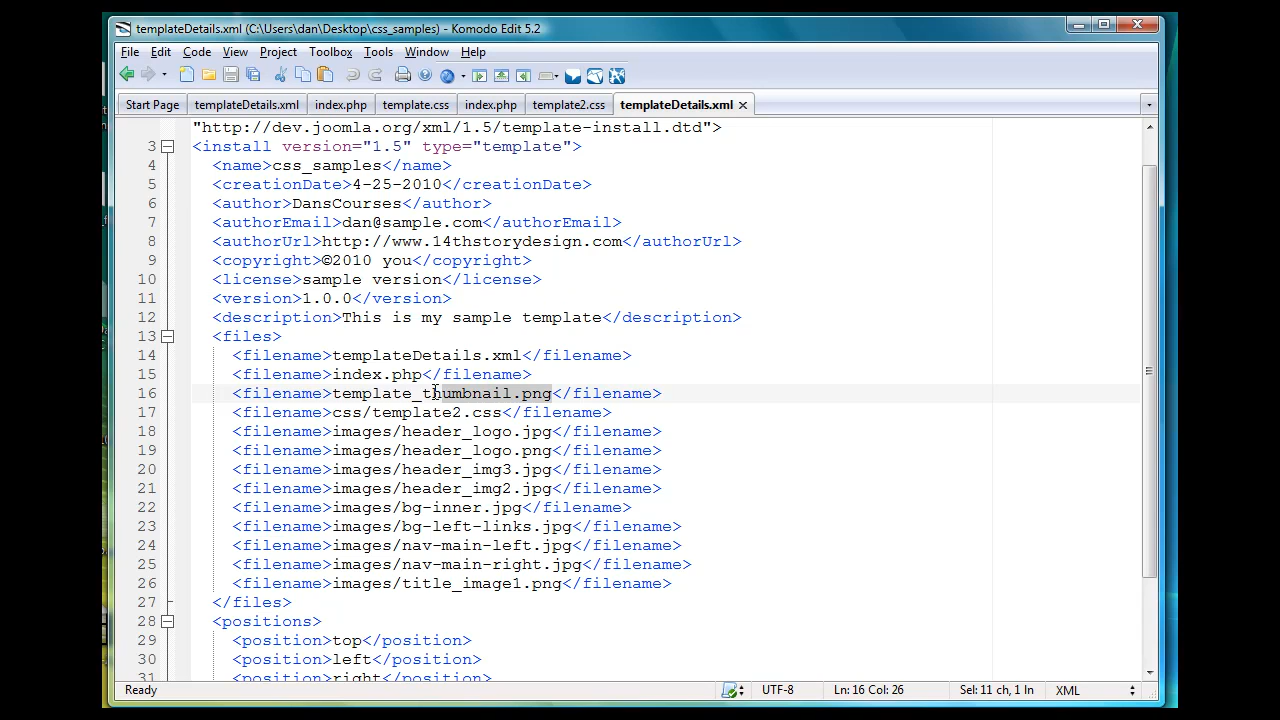 templateDetails.xml (C:\Users\dan\Desktop\css_samples) - Komodo Edit 5.2
File Edit Code View Project Toolbox Tools Window Help
Start Page templateDetails.xml index.php template.css index.php template2.css templateDetails.xml
"http://dev.joomla.org/xml/1.5/template-install.dtd">
3 <install version="1.5" type="template">
4 <name>css_samples</name>
5 <creationDate>4-25-2010</creationDate>
6 <author>DansCourses</author>
7 <authorEmail>dan@sample.com</authorEmail>
8 <authorUrl>http://www.14thstorydesign.com</authorUrl>
9 <copyright>©2010 you</copyright>
10 <license>sample version</license>
11 <version>1.0.0</version>
12 <description>This is my sample template</description>
13 <files>
14 <filename>templateDetails.xml</filename>
15 <filename>index.php</filename>
16 <filename>template_thumbnail.png</filename>
17 <filename>css/template2.css</filename>
18 <filename>images/header_logo.jpg</filename>
19 <filename>images/header_logo.png</filename>
20 <filename>images/header_img3.jpg</filename>
21 <filename>images/header_img2.jpg</filename>
22 <filename>images/bg-inner.jpg</filename>
23 <filename>images/bg-left-links.jpg</filename>
24 <filename>images/nav-main-left.jpg</filename>
25 <filename>images/nav-main-right.jpg</filename>
26 <filename>images/title_image1.png</filename>
27 </files>
28 <positions>
29 <position>top</position>
30 <position>left</position>
31 <position>right</position>
Ready UTF-8 Ln: 16 Col: 26 Sel: 11 ch, 1 ln XML